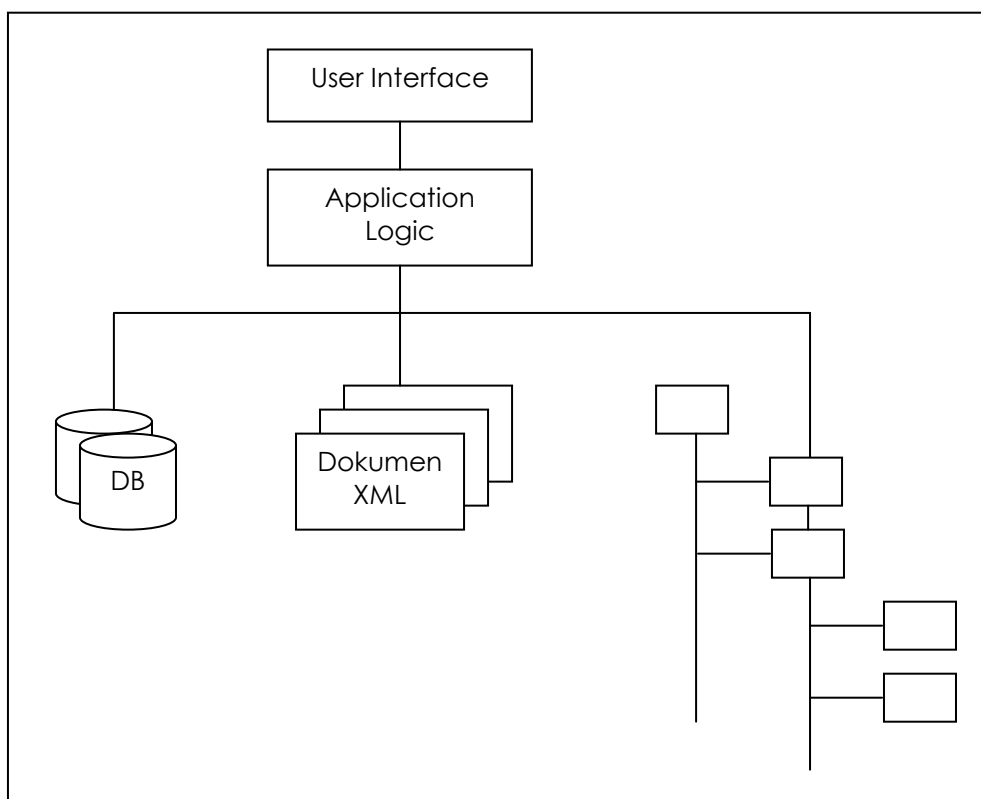 User Interface
Application
Logic
DB
Dokumen
XML